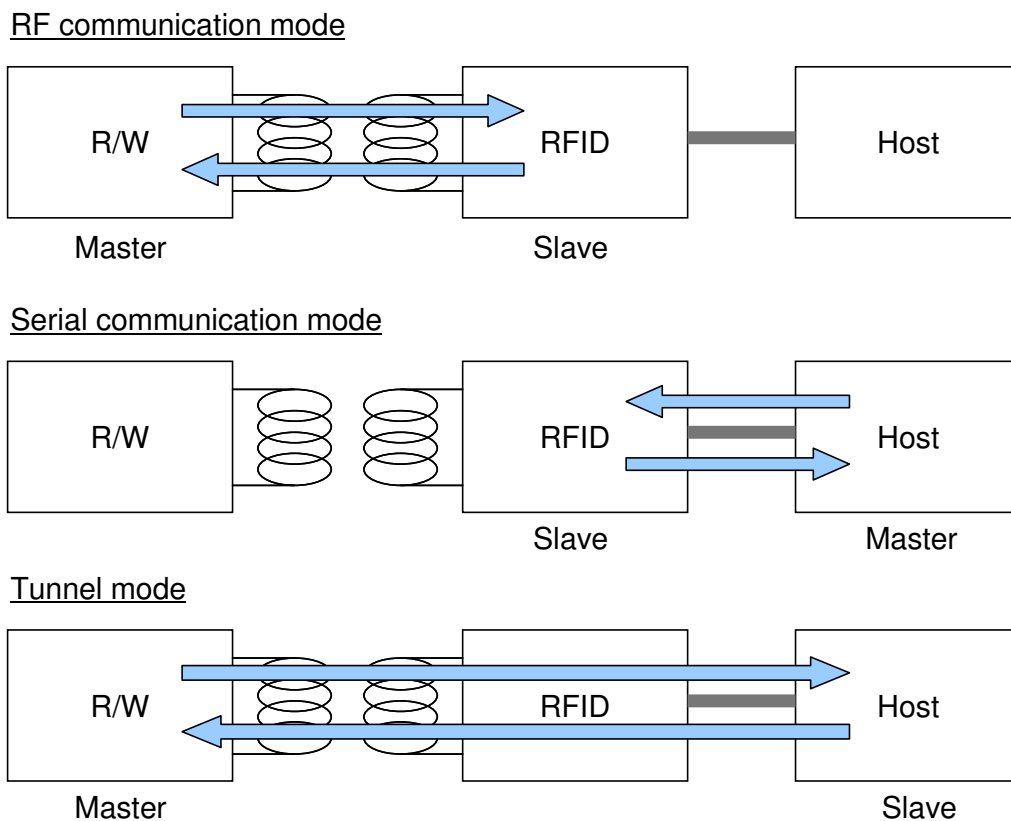 RF communication mode
R/W RFID Host
Master Slave
Serial communication mode
R/W RFID Host
Slave Master
Tunnel mode
R/W RFID Host
Master Slave